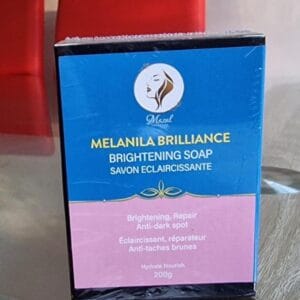 MELANILA BRILLIANCE
BRIGHTENING SOAP
SAVON ECLAIRCISSANTE
Brightening, Repair
Anti-dark spot
Éclaircissant, réparateur
Anti-taches brunes
Hydrate Nourish
200g